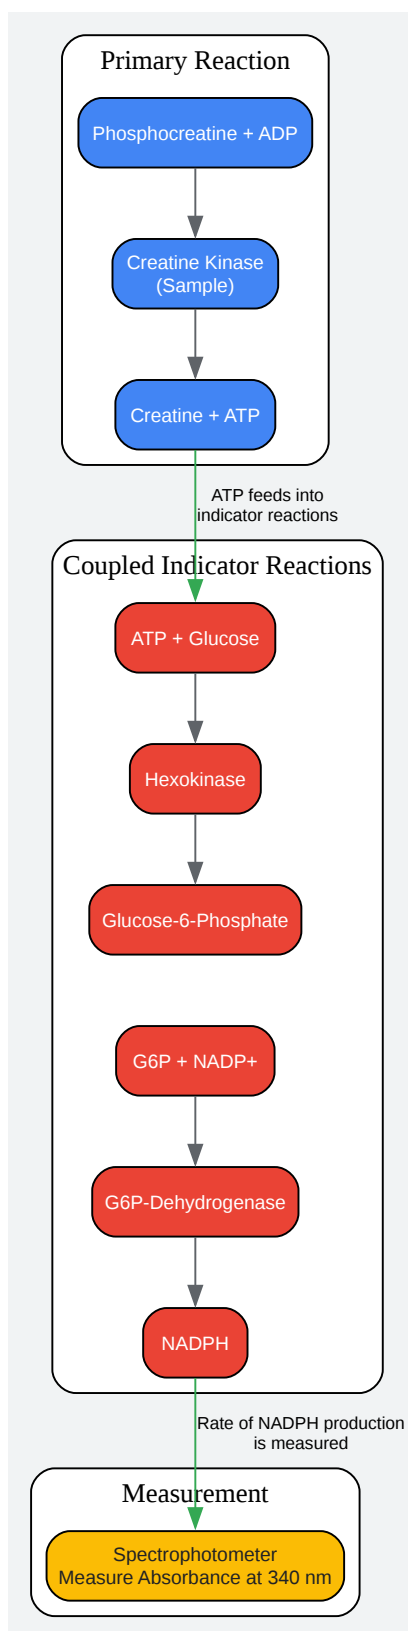 Primary Reaction
Phosphocreatine + ADP
Creatine Kinase
(Sample)
Creatine + ATP
ATP feeds into
indicator reactions
Coupled Indicator Reactions
ATP + Glucose
Hexokinase
Glucose-6-Phosphate
G6P + NADP+
G6P-Dehydrogenase
NADPH
Rate of NADPH production
is measured
Measurement
Spectrophotometer
Measure Absorbance at 340 nm